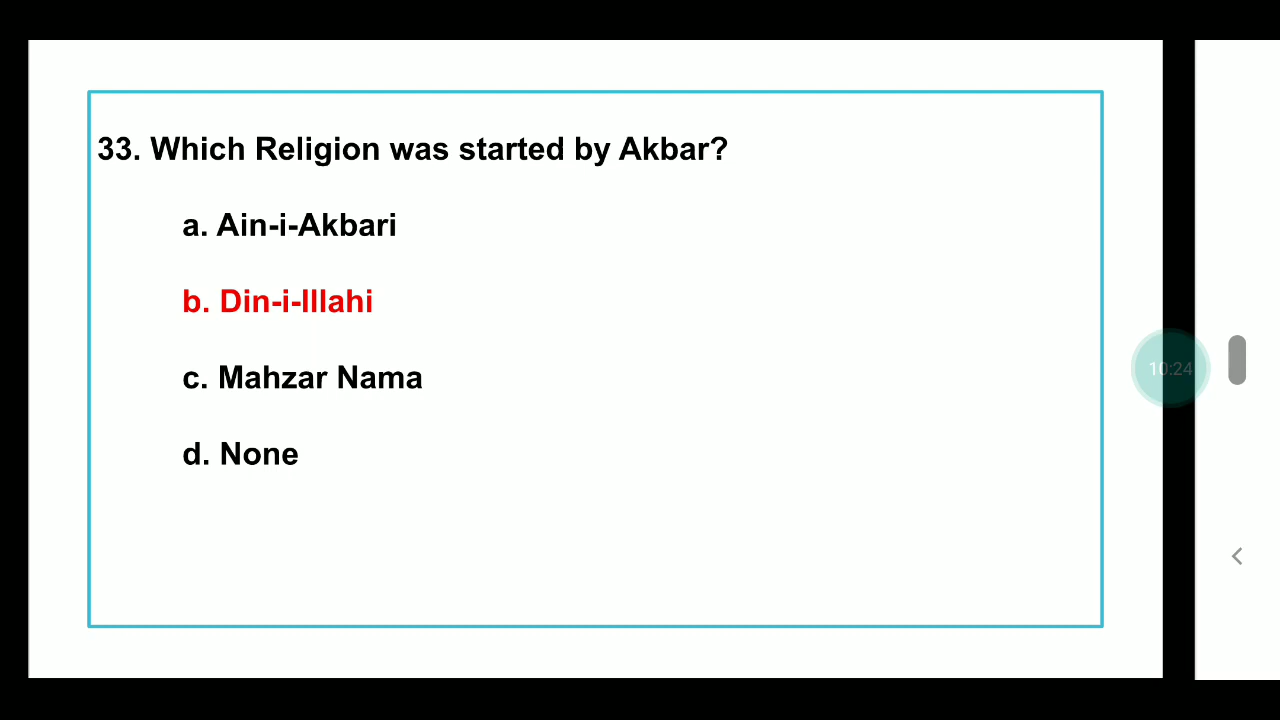 33. Which Religion was started by Akbar?
a. Ain-i-Akbari
b. Din-i-Illahi
c. Mahzar Nama
d. None
10:24